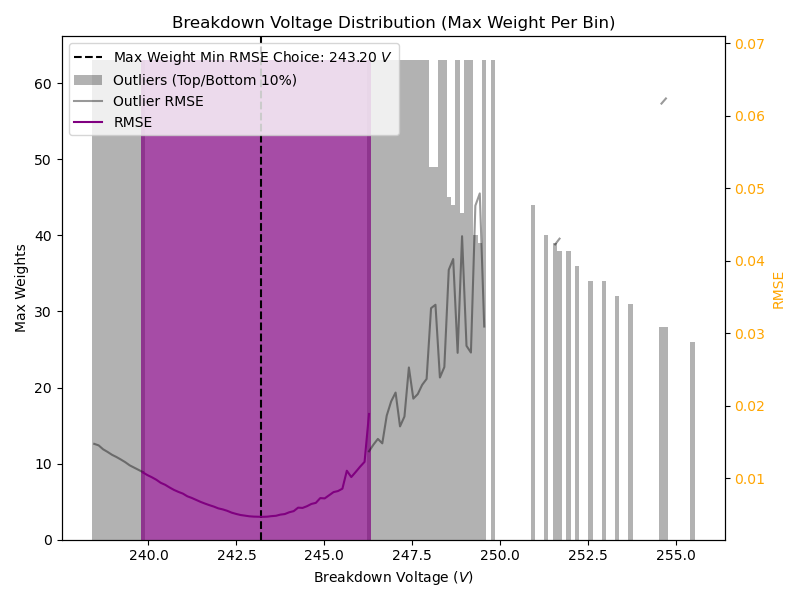 Breakdown Voltage Distribution (Max Weight Per Bin)
Max Weight Min RMSE Choice: 243.20 V
Outliers (Top/Bottom 10%)
Outlier RMSE
RMSE
Max Weights
60
50
40
30
20
10
0
0.07
0.06
0.05
0.04
0.03
0.02
0.01
RMSE
240.0 242.5 245.0 247.5 250.0 252.5 255.0
Breakdown Voltage (V)